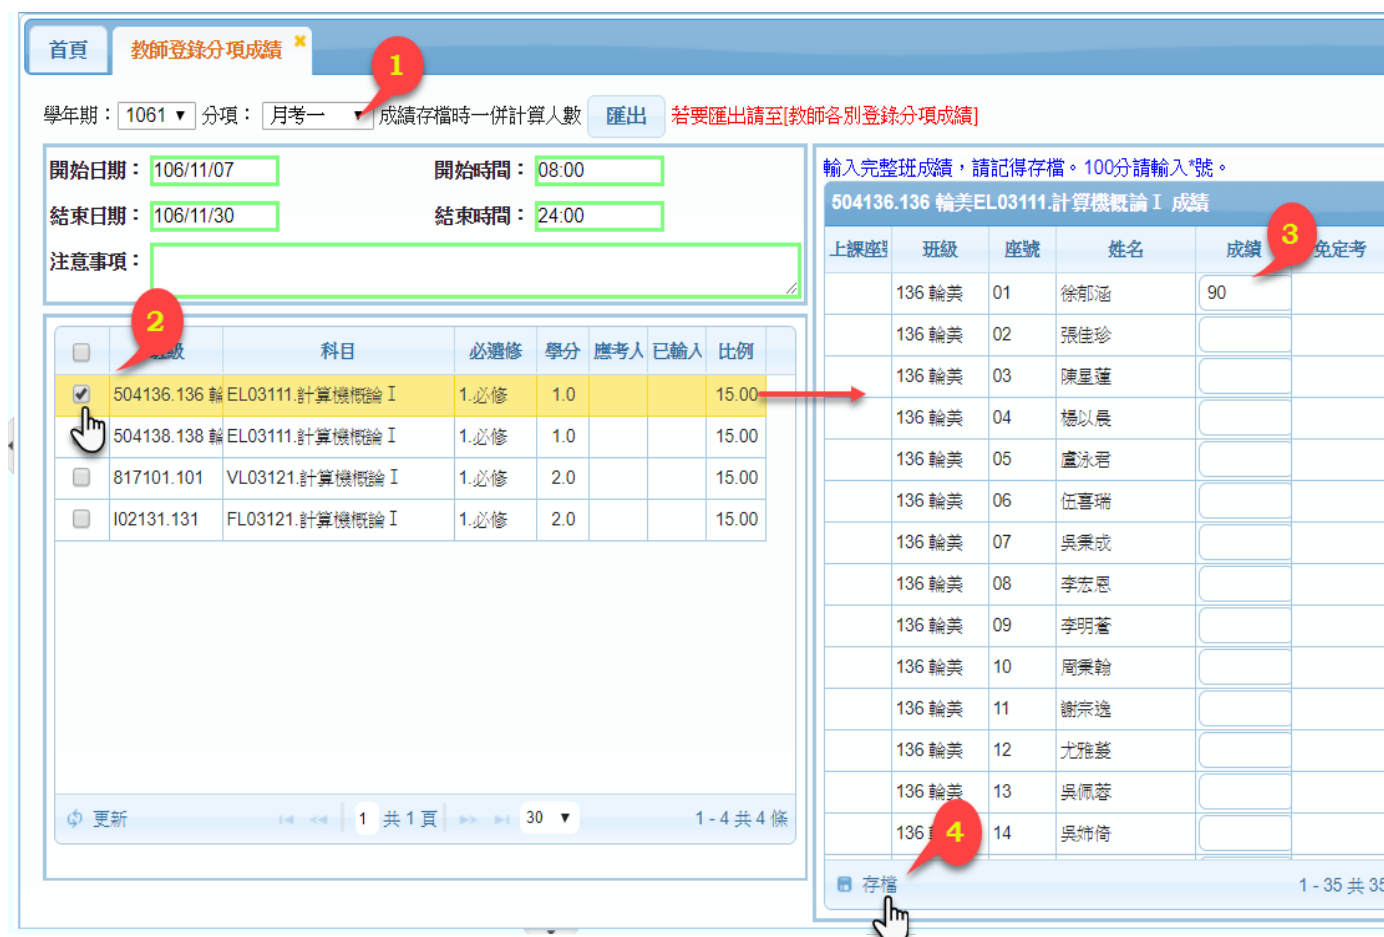 首頁 教師登錄分項成績
1
學年期： 1061 分項： 月考一 成績存檔時一併計算人數 匯出 若要匯出請至[教師各別登錄分項成績]
開始日期： 106/11/07 開始時間： 08:00
結束日期： 106/11/30 結束時間： 24:00
注意事項：
2
班級 科目 必選修 學分 應考人 已輸入 比例
504136.136 輪 EL03111.計算機概論 I 1.必修 1.0 15.00
504138.138 輪 EL03111.計算機概論 I 1.必修 1.0 15.00
817101.101 VL03121.計算機概論 I 1.必修 2.0 15.00
I02131.131 FL03121.計算機概論 I 1.必修 2.0 15.00
更新 1 共 1 頁 30 1 - 4 共 4 條
輸入完整班成績，請記得存檔。100分請輸入*號。
504136.136 輪美EL03111.計算機概論 I 成績
3
上課座號 班級 座號 姓名 成績 免定考
136 輪美 01 徐郁涵 90
136 輪美 02 張佳珍
136 輪美 03 陳星蓮
136 輪美 04 楊以晨
136 輪美 05 盧泳君
136 輪美 06 伍喜瑞
136 輪美 07 吳秉成
136 輪美 08 李宏恩
136 輪美 09 李明
136 輪美 10 周秉翰
136 輪美 11 謝宗逸
136 輪美 12 尤雅
136 輪美 13 吳佩蓉
136 14 吳姉倚
4
存檔 1 - 35 共 35